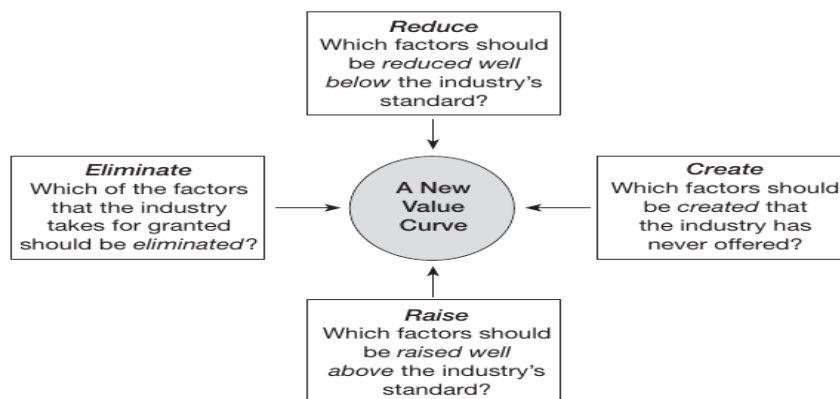 Reduce
Which factors should
be reduced well
below the industry's
standard?
Eliminate
Which of the factors
that the industry
takes for granted
should be eliminated?
A New
Value
Curve
Create
Which factors should
be created that
the industry has
never offered?
Raise
Which factors should
be raised well
above the industry's
standard?